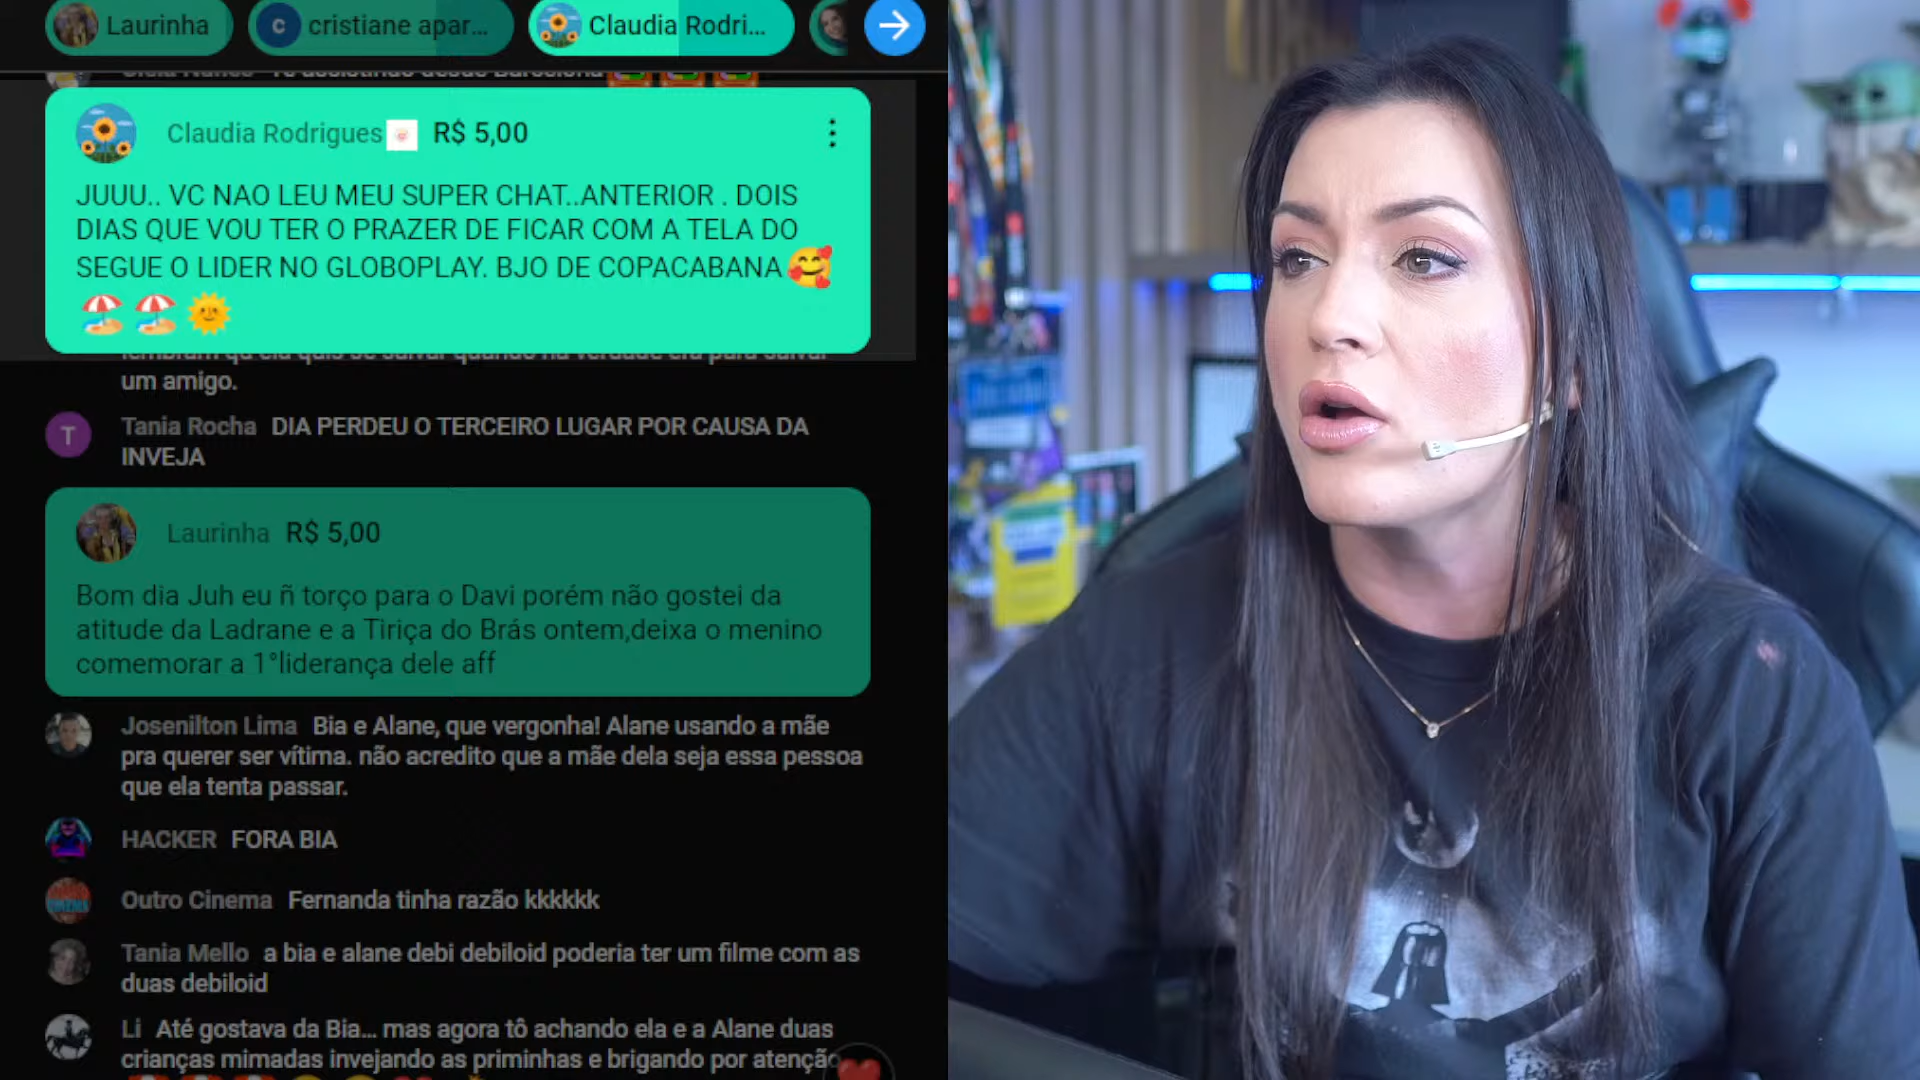 Laurinha
cristiane apar...
Claudia Rodri...
Claudia Rodrigues R$ 5,00
JUUU.. VC NAO LEU MEU SUPER CHAT..ANTERIOR . DOIS
DIAS QUE VOU TER O PRAZER DE FICAR COM A TELA DO
SEGUE O LIDER NO GLOBOPLAY. BJO DE COPACABANA🥰
🏖️🏖️🌞
um amigo.
Tania Rocha DIA PERDEU O TERCEIRO LUGAR POR CAUSA DA
INVEJA
Laurinha R$ 5,00
Bom dia Juh eu ñ torço para o Davi porém não gostei da
atitude da Ladrane e a Tiriça do Brás ontem,deixa o menino
comemorar a 1°liderança dele aff
Josenilton Lima Bia e Alane, que vergonha! Alane usando a mãe
pra querer ser vítima. não acredito que a mãe dela seja essa pessoa
que ela tenta passar.
HACKER FORA BIA
Outro Cinema Fernanda tinha razão kkkkkk
Tania Mello a bia e alane debi debiloid poderia ter um filme com as
duas debiloid
Li Até gostava da Bia... mas agora tô achando ela e a Alane duas
crianças mimadas invejando as priminhas e brigando por atenção